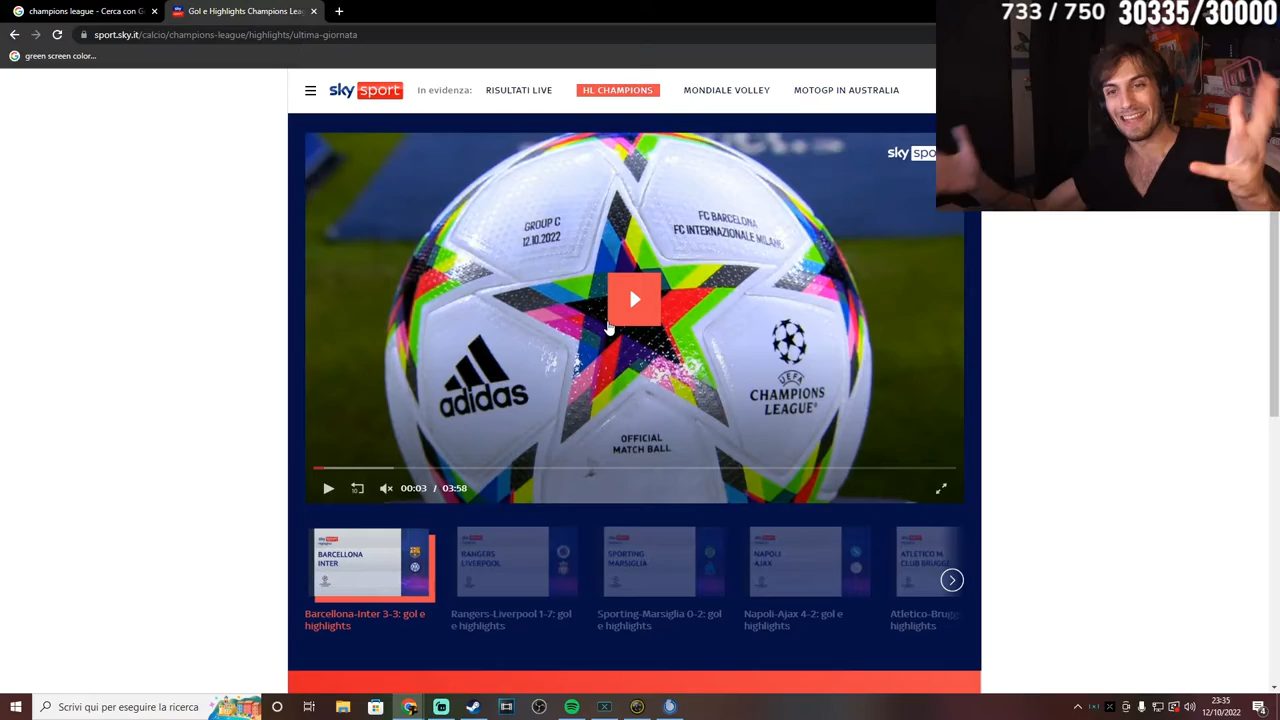 champions league - Cerca con G
Gol e Highlights Champions Lea
733 / 750
30335/30000
sport.sky.it/calcio/champions-league/highlights/ultima-giornata
green screen color...
sky sport
In evidenza:
RISULTATI LIVE
HL CHAMPIONS
MONDIALE VOLLEY
MOTOGP IN AUSTRALIA
sky spo
GROUP C
12.10.2022
FC BARCELONA
FC INTERNAZIONALE MILANO
adidas
UEFA
CHAMPIONS
LEAGUE
OFFICIAL
MATCH BALL
10
00:03 / 03:58
BARCELLONA
INTER
RANGERS
LIVERPOOL
SPORTING
MARSIGLIA
NAPOLI
AJAX
ATLETICO M.
CLUB BRUGG
Barcellona-Inter 3-3: gol e
highlights
Rangers-Liverpool 1-7: gol
e highlights
Sporting-Marsiglia 0-2: gol
e highlights
Napoli-Ajax 4-2: gol e
highlights
Atletico-Brugg
highlights
Scrivi qui per eseguire la ricerca
23:35
12/10/2022
4